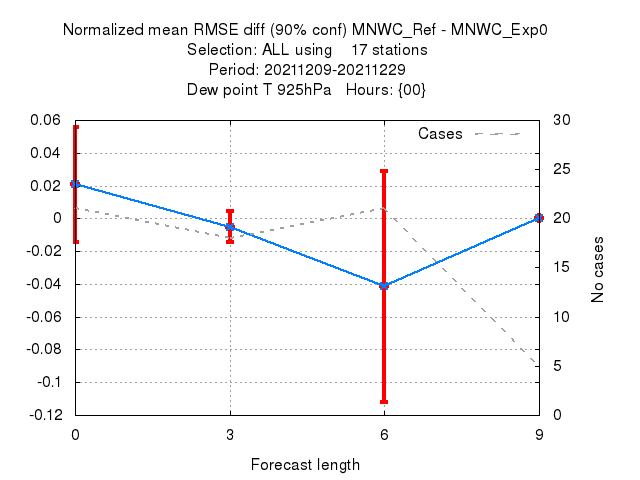 Normalized mean RMSE diff (90% conf) MNWC_Ref - MNWC_Exp0
Selection: ALL using    17 stations
Period: 20211209-20211229
Dew point T 925hPa   Hours: {00}
Cases
0.06
0.04
0.02
0
-0.02
-0.04
-0.06
-0.08
-0.1
-0.12
30
25
20
15
10
5
0
No cases
0 3 6 9
Forecast length